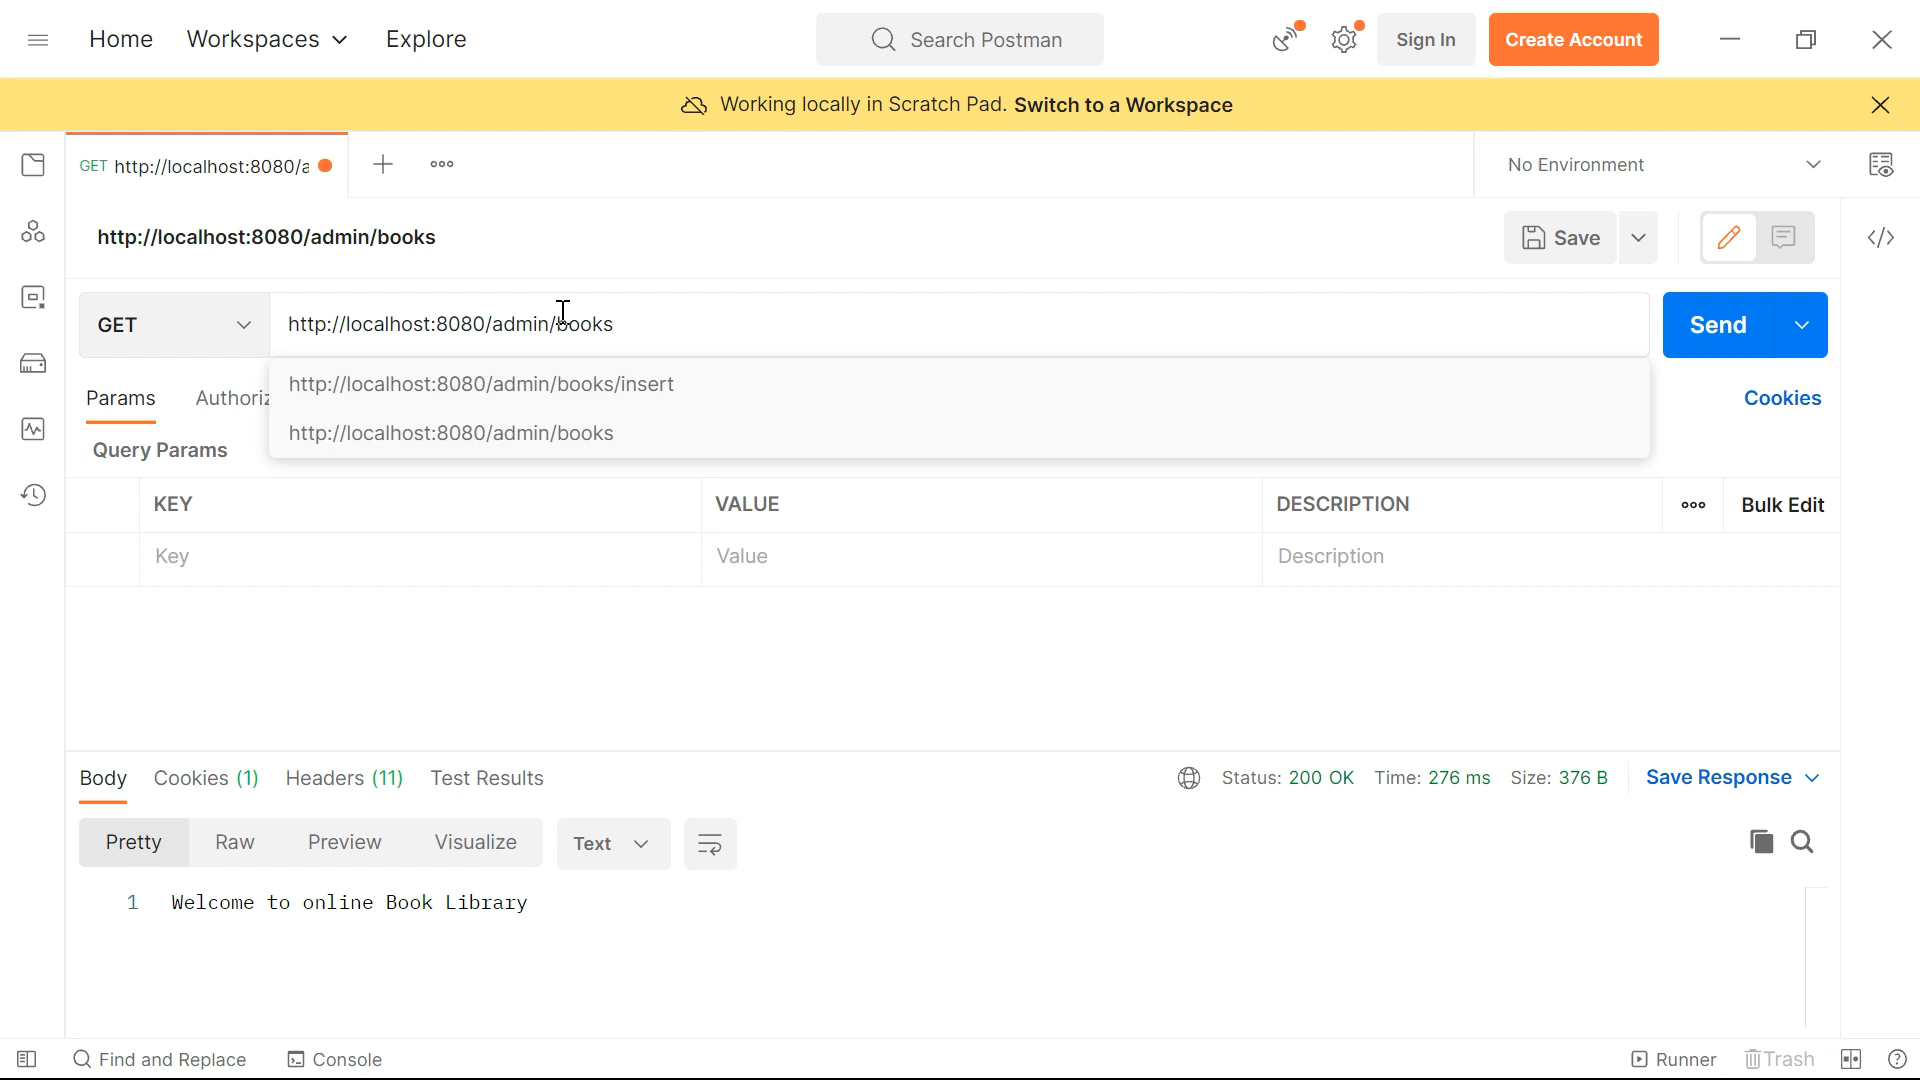 Home Workspaces Explore Search Postman Sign In Create Account
Working locally in Scratch Pad. Switch to a Workspace
GET http://localhost:8080/a No Environment
http://localhost:8080/admin/books Save
GET http://localhost:8080/admin/books Send
http://localhost:8080/admin/books/insert
Params Authoriz Cookies
http://localhost:8080/admin/books
Query Params
KEY VALUE DESCRIPTION Bulk Edit
Key Value Description
Body Cookies (1) Headers (11) Test Results Status: 200 OK Time: 276 ms Size: 376 B Save Response
Pretty Raw Preview Visualize Text
1 Welcome to online Book Library
Find and Replace Console Runner Trash